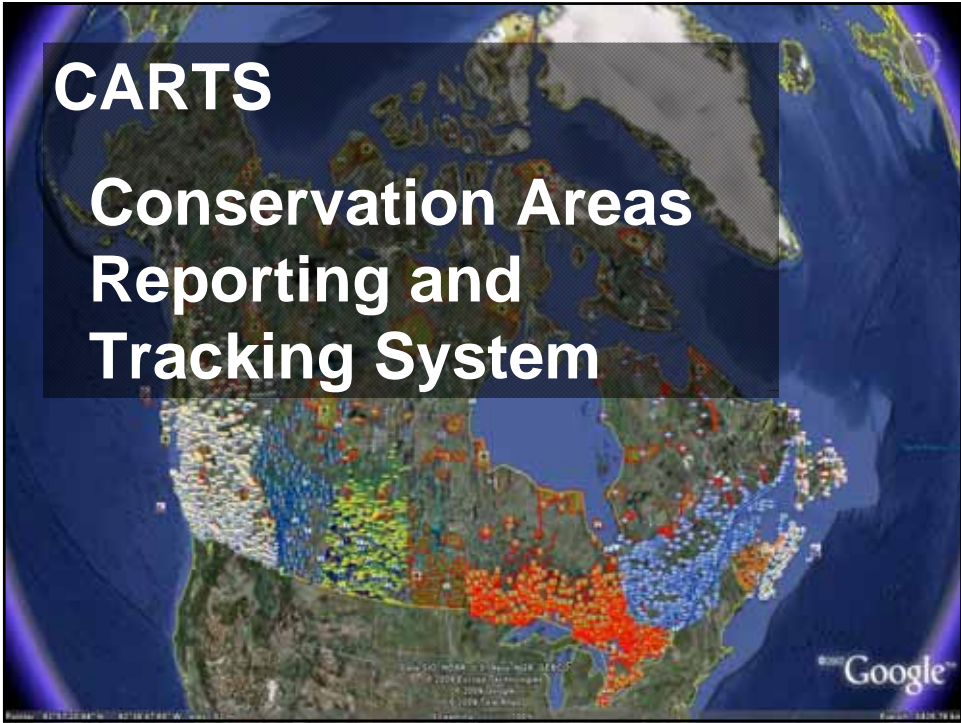 CARTS
Conservation Areas
Reporting and
Tracking System
Google